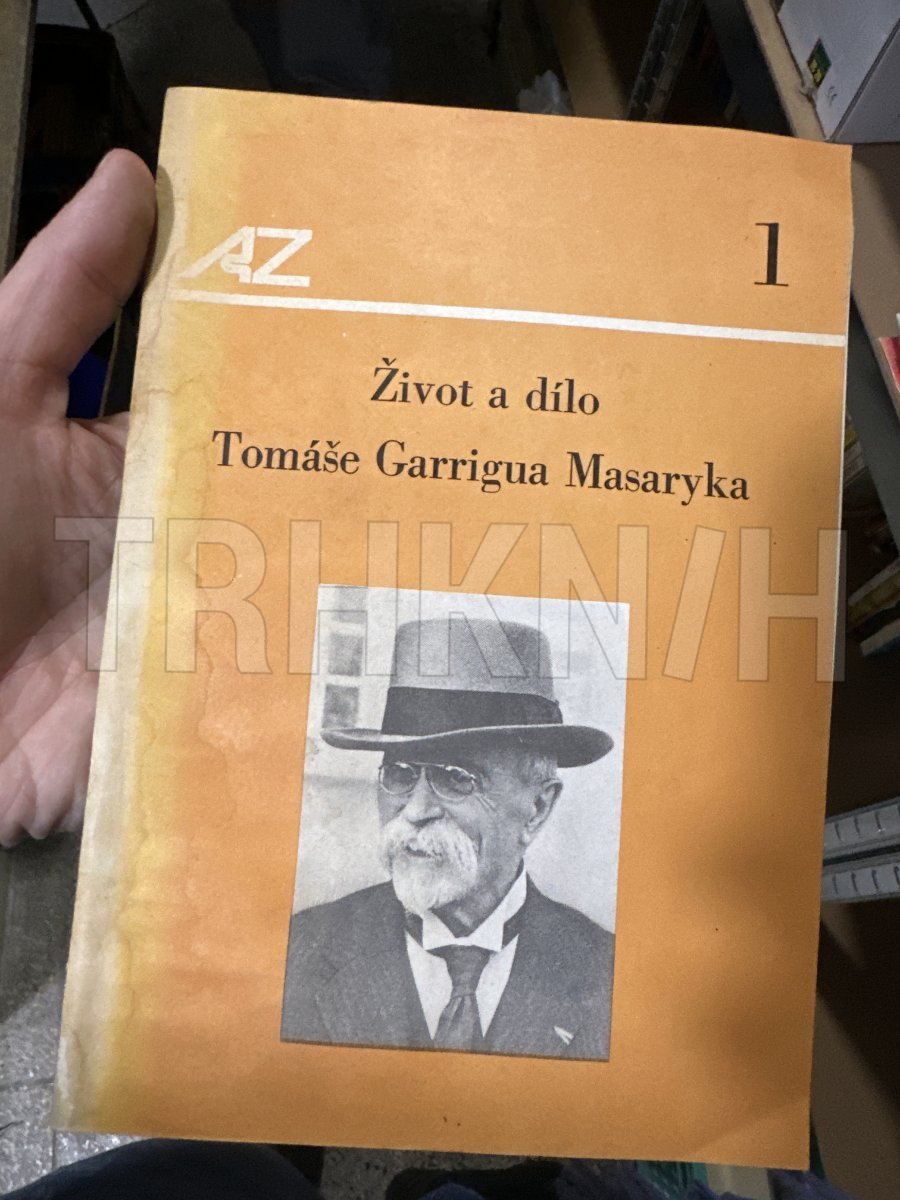 AZ
1
Život a dílo
Tomáše Garrigua Masaryka
TRHKNIH